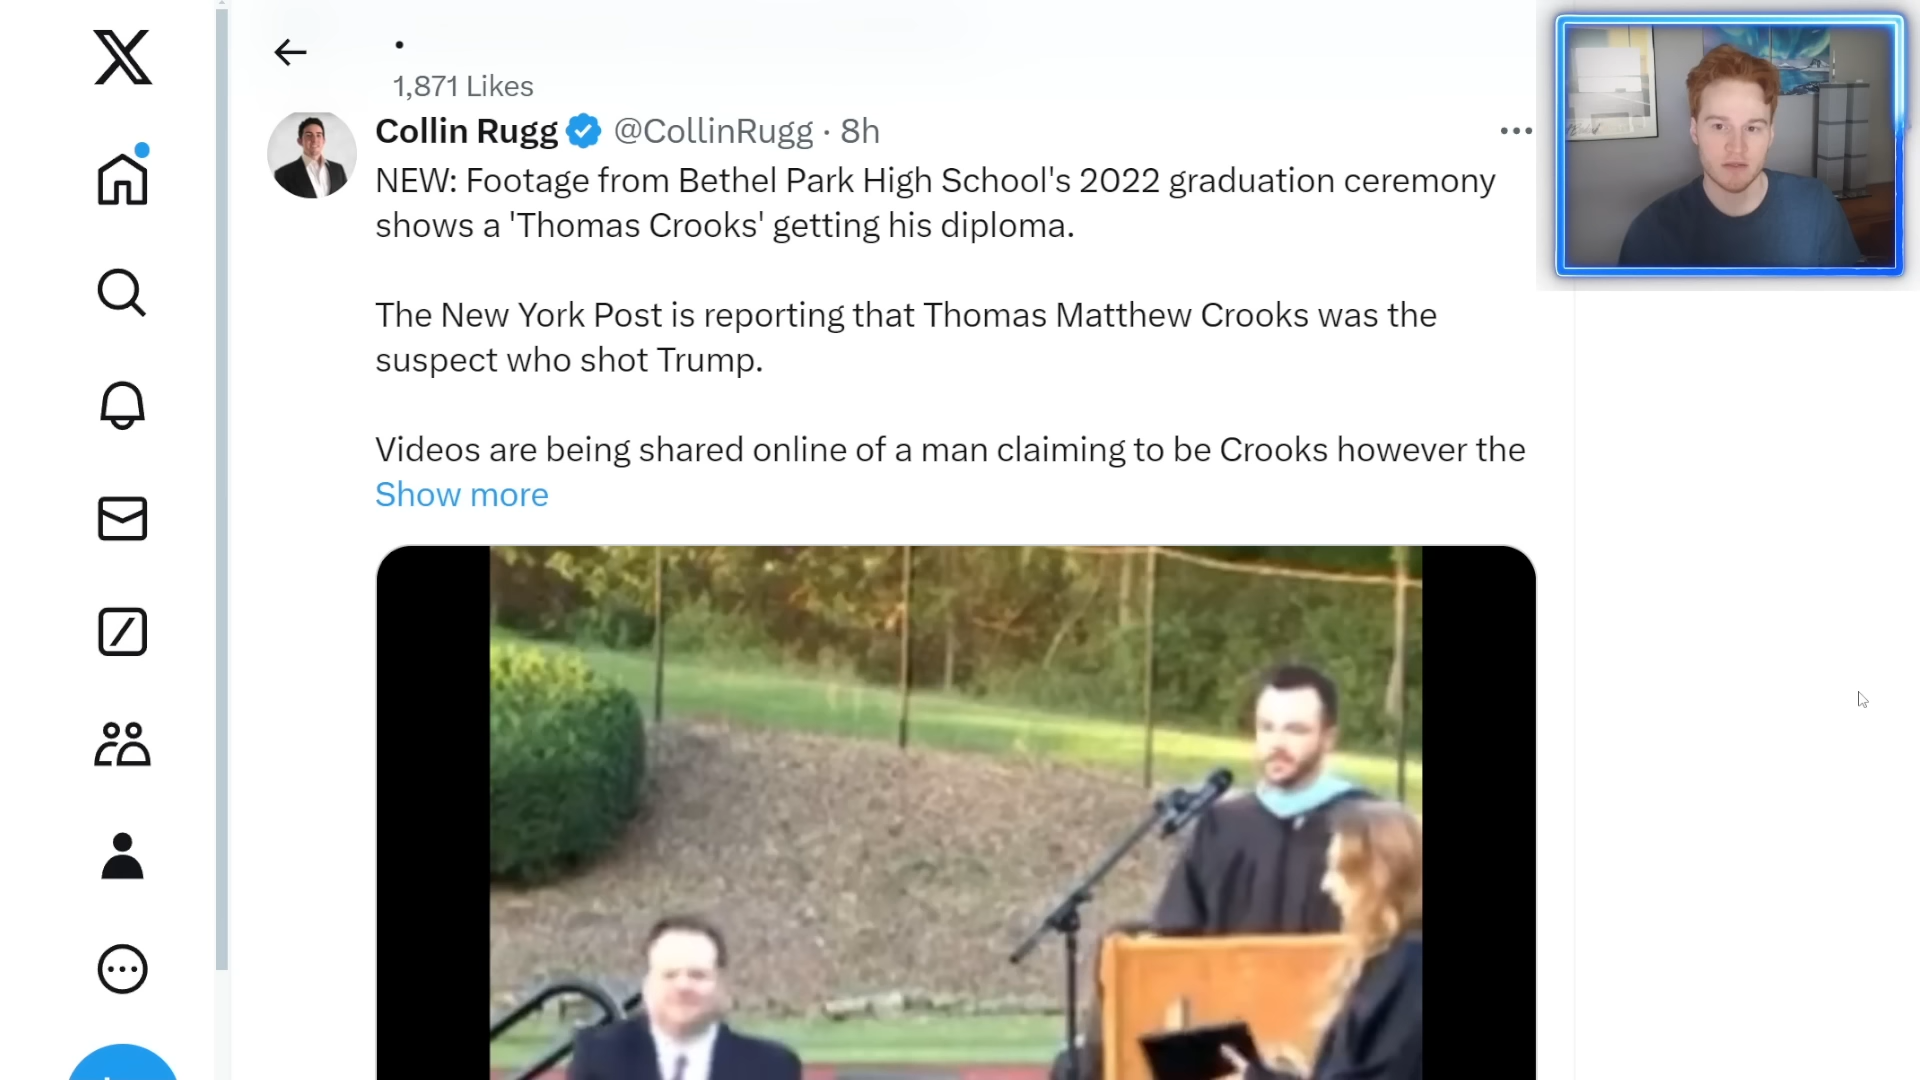 1,871 Likes
Collin Rugg @CollinRugg · 8h
NEW: Footage from Bethel Park High School's 2022 graduation ceremony
shows a 'Thomas Crooks' getting his diploma.
The New York Post is reporting that Thomas Matthew Crooks was the
suspect who shot Trump.
Videos are being shared online of a man claiming to be Crooks however the
Show more